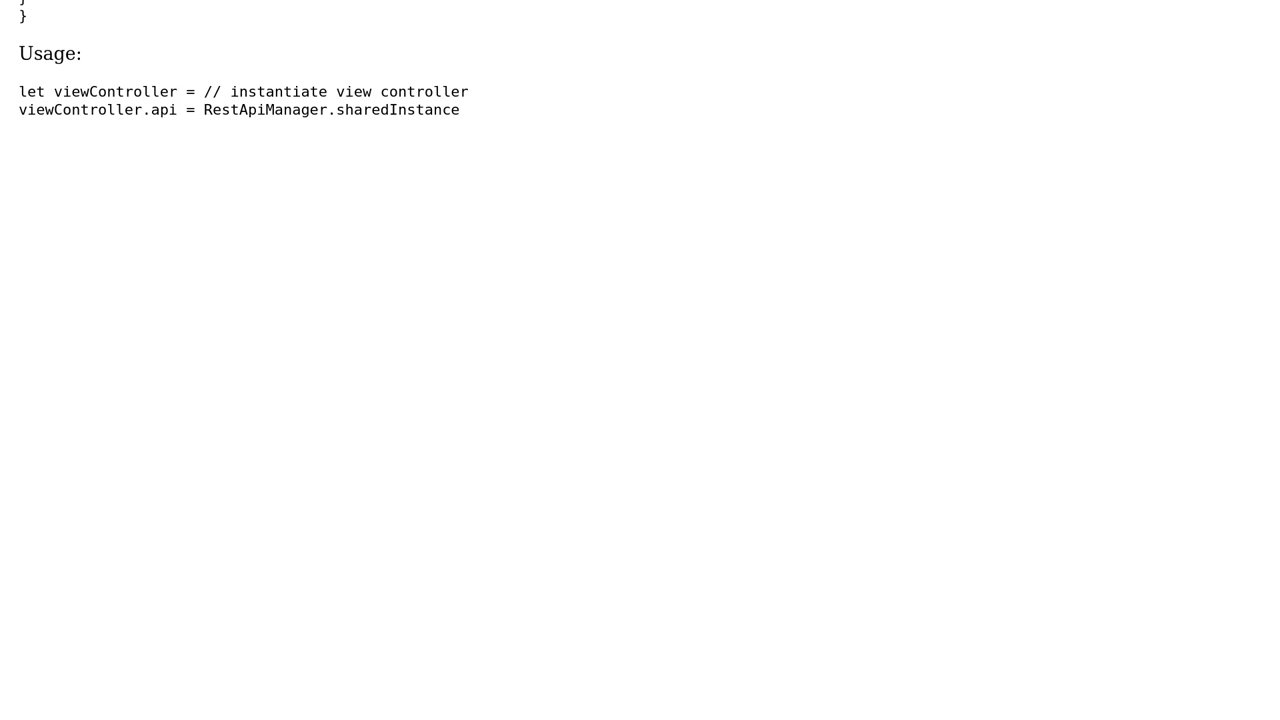 }
Usage:
let viewController = // instantiate view controller
viewController.api = RestApiManager.sharedInstance